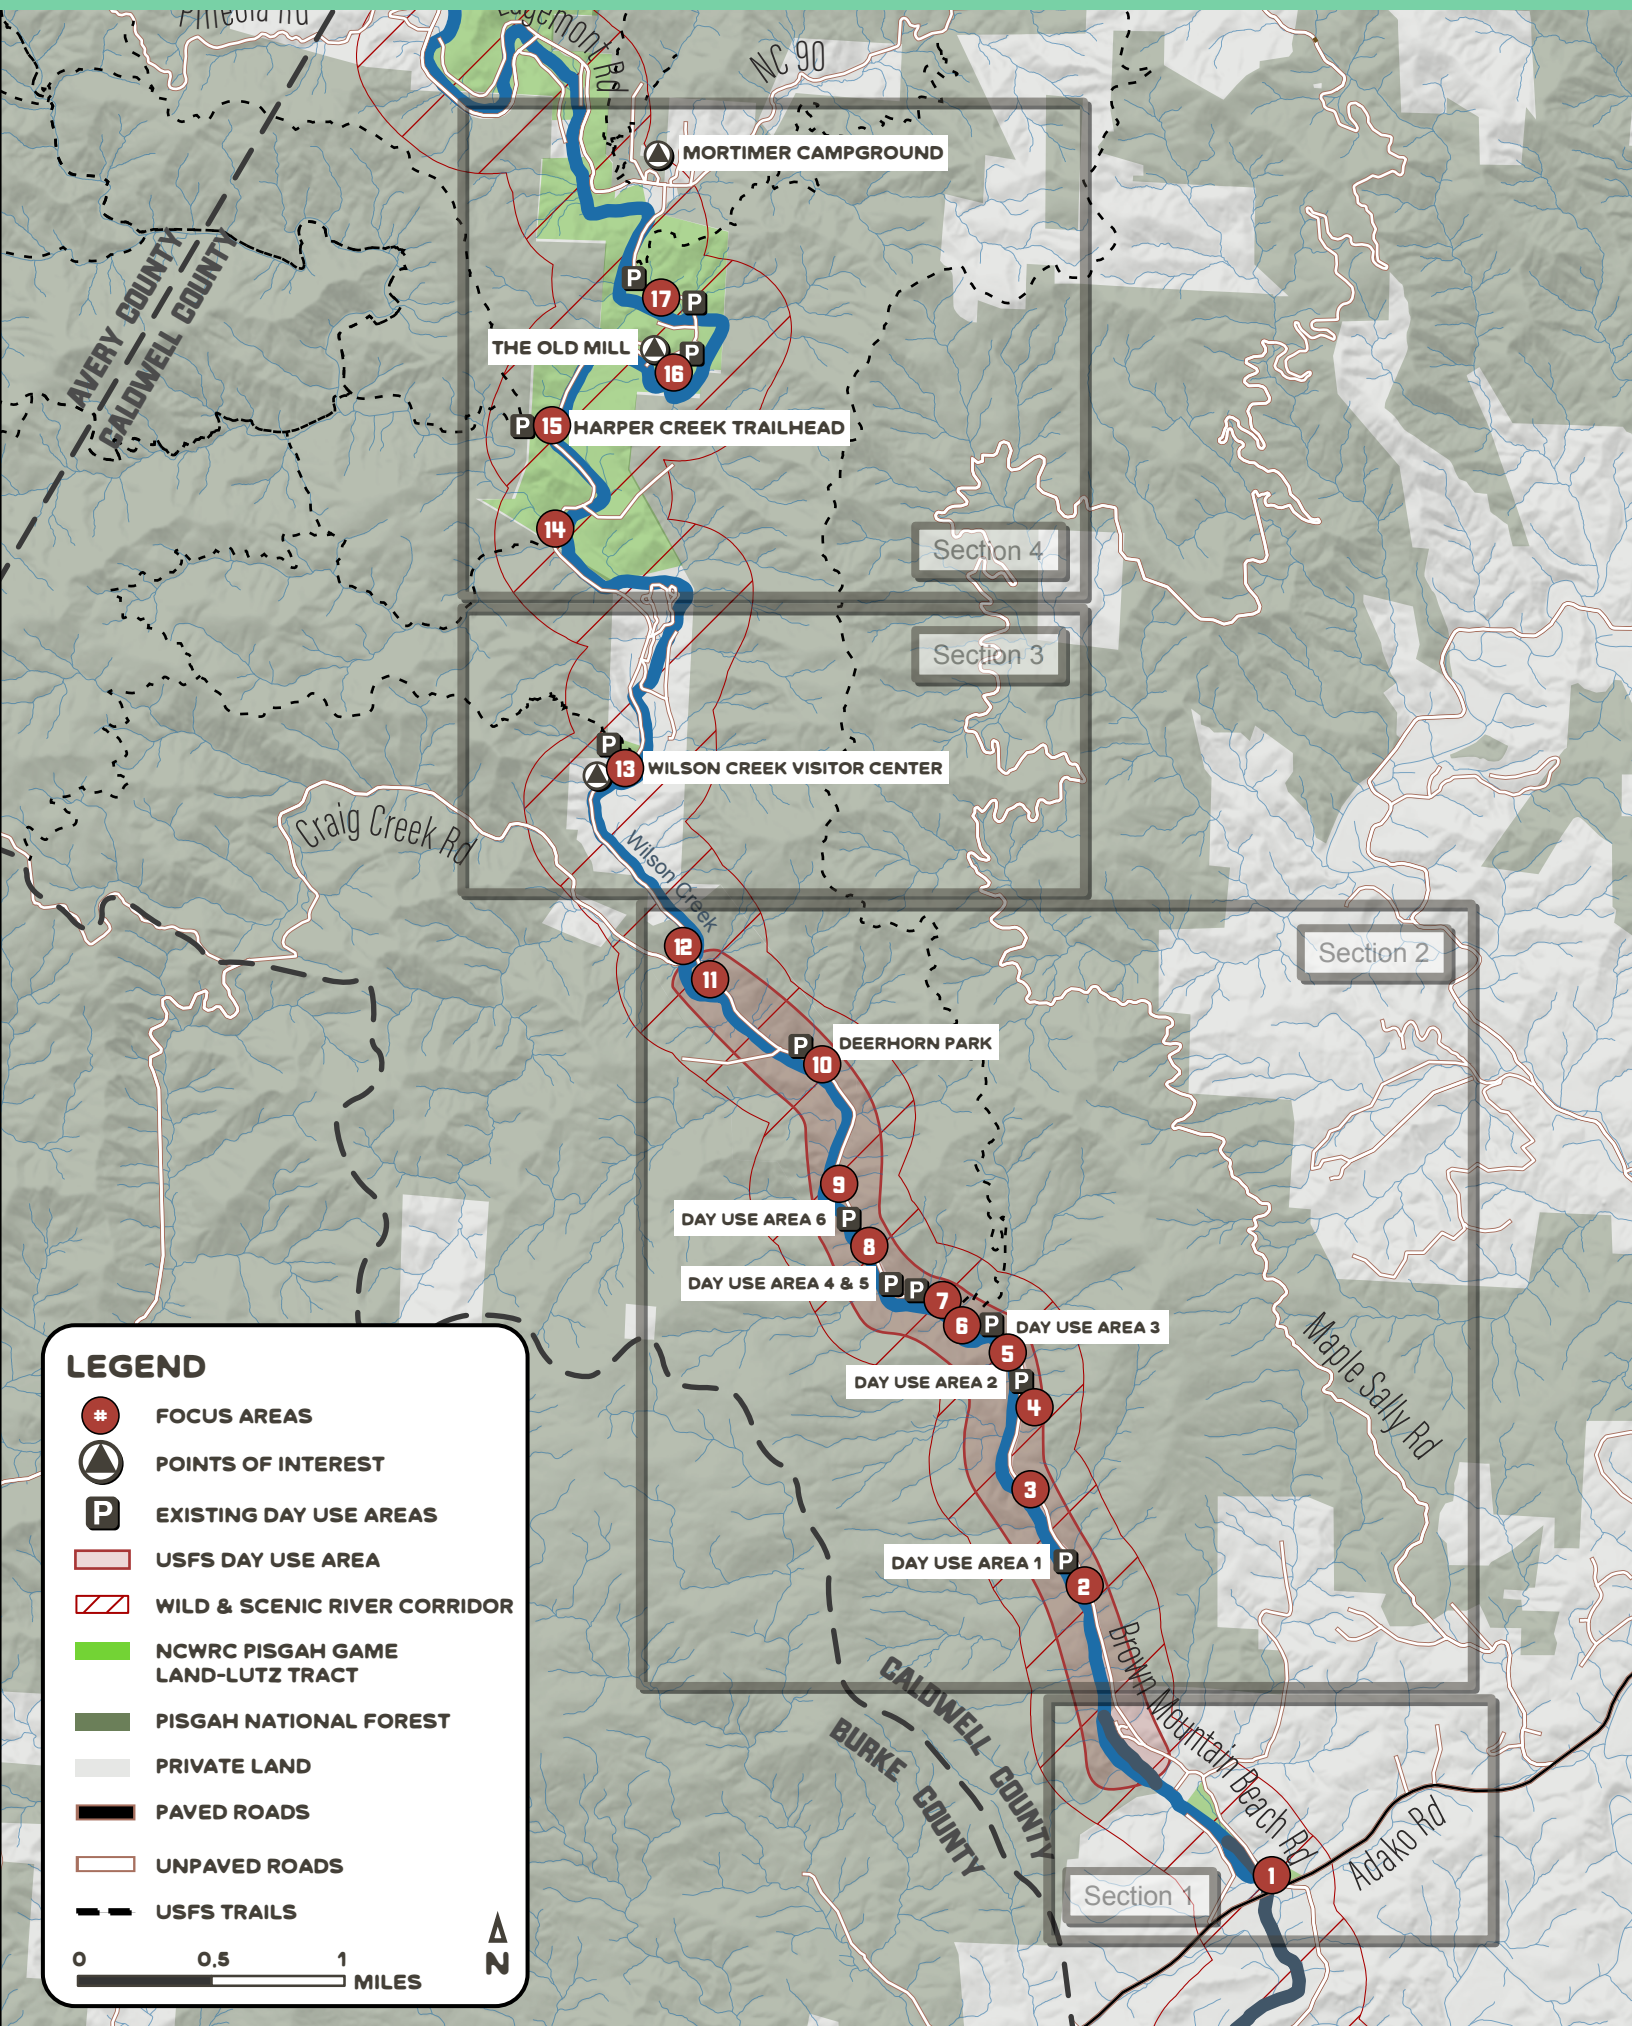 Edgemont Rd
NC 90
MORTIMER CAMPGROUND
AVERY COUNTY
CALDWELL COUNTY
P
17
P
THE OLD MILL
P
16
P
15
HARPER CREEK TRAILHEAD
14
Section 4
Section 3
P
13
WILSON CREEK VISITOR CENTER
Craig Creek Rd
Wilson Creek
12
11
Section 2
P
10
DEERHORN PARK
9
DAY USE AREA 6
P
8
DAY USE AREA 4 & 5
P
P
7
6
P
DAY USE AREA 3
5
DAY USE AREA 2
P
4
Maple Sally Rd
3
DAY USE AREA 1
P
2
Brown Mountain Beach Rd
CALDWELL COUNTY
BURKE COUNTY
Adako Rd
1
Section 1
LEGEND
# FOCUS AREAS
POINTS OF INTEREST
P EXISTING DAY USE AREAS
USFS DAY USE AREA
WILD & SCENIC RIVER CORRIDOR
NCWRC PISGAH GAME
LAND-LUTZ TRACT
PISGAH NATIONAL FOREST
PRIVATE LAND
PAVED ROADS
UNPAVED ROADS
USFS TRAILS
0 0.5 1
MILES
N